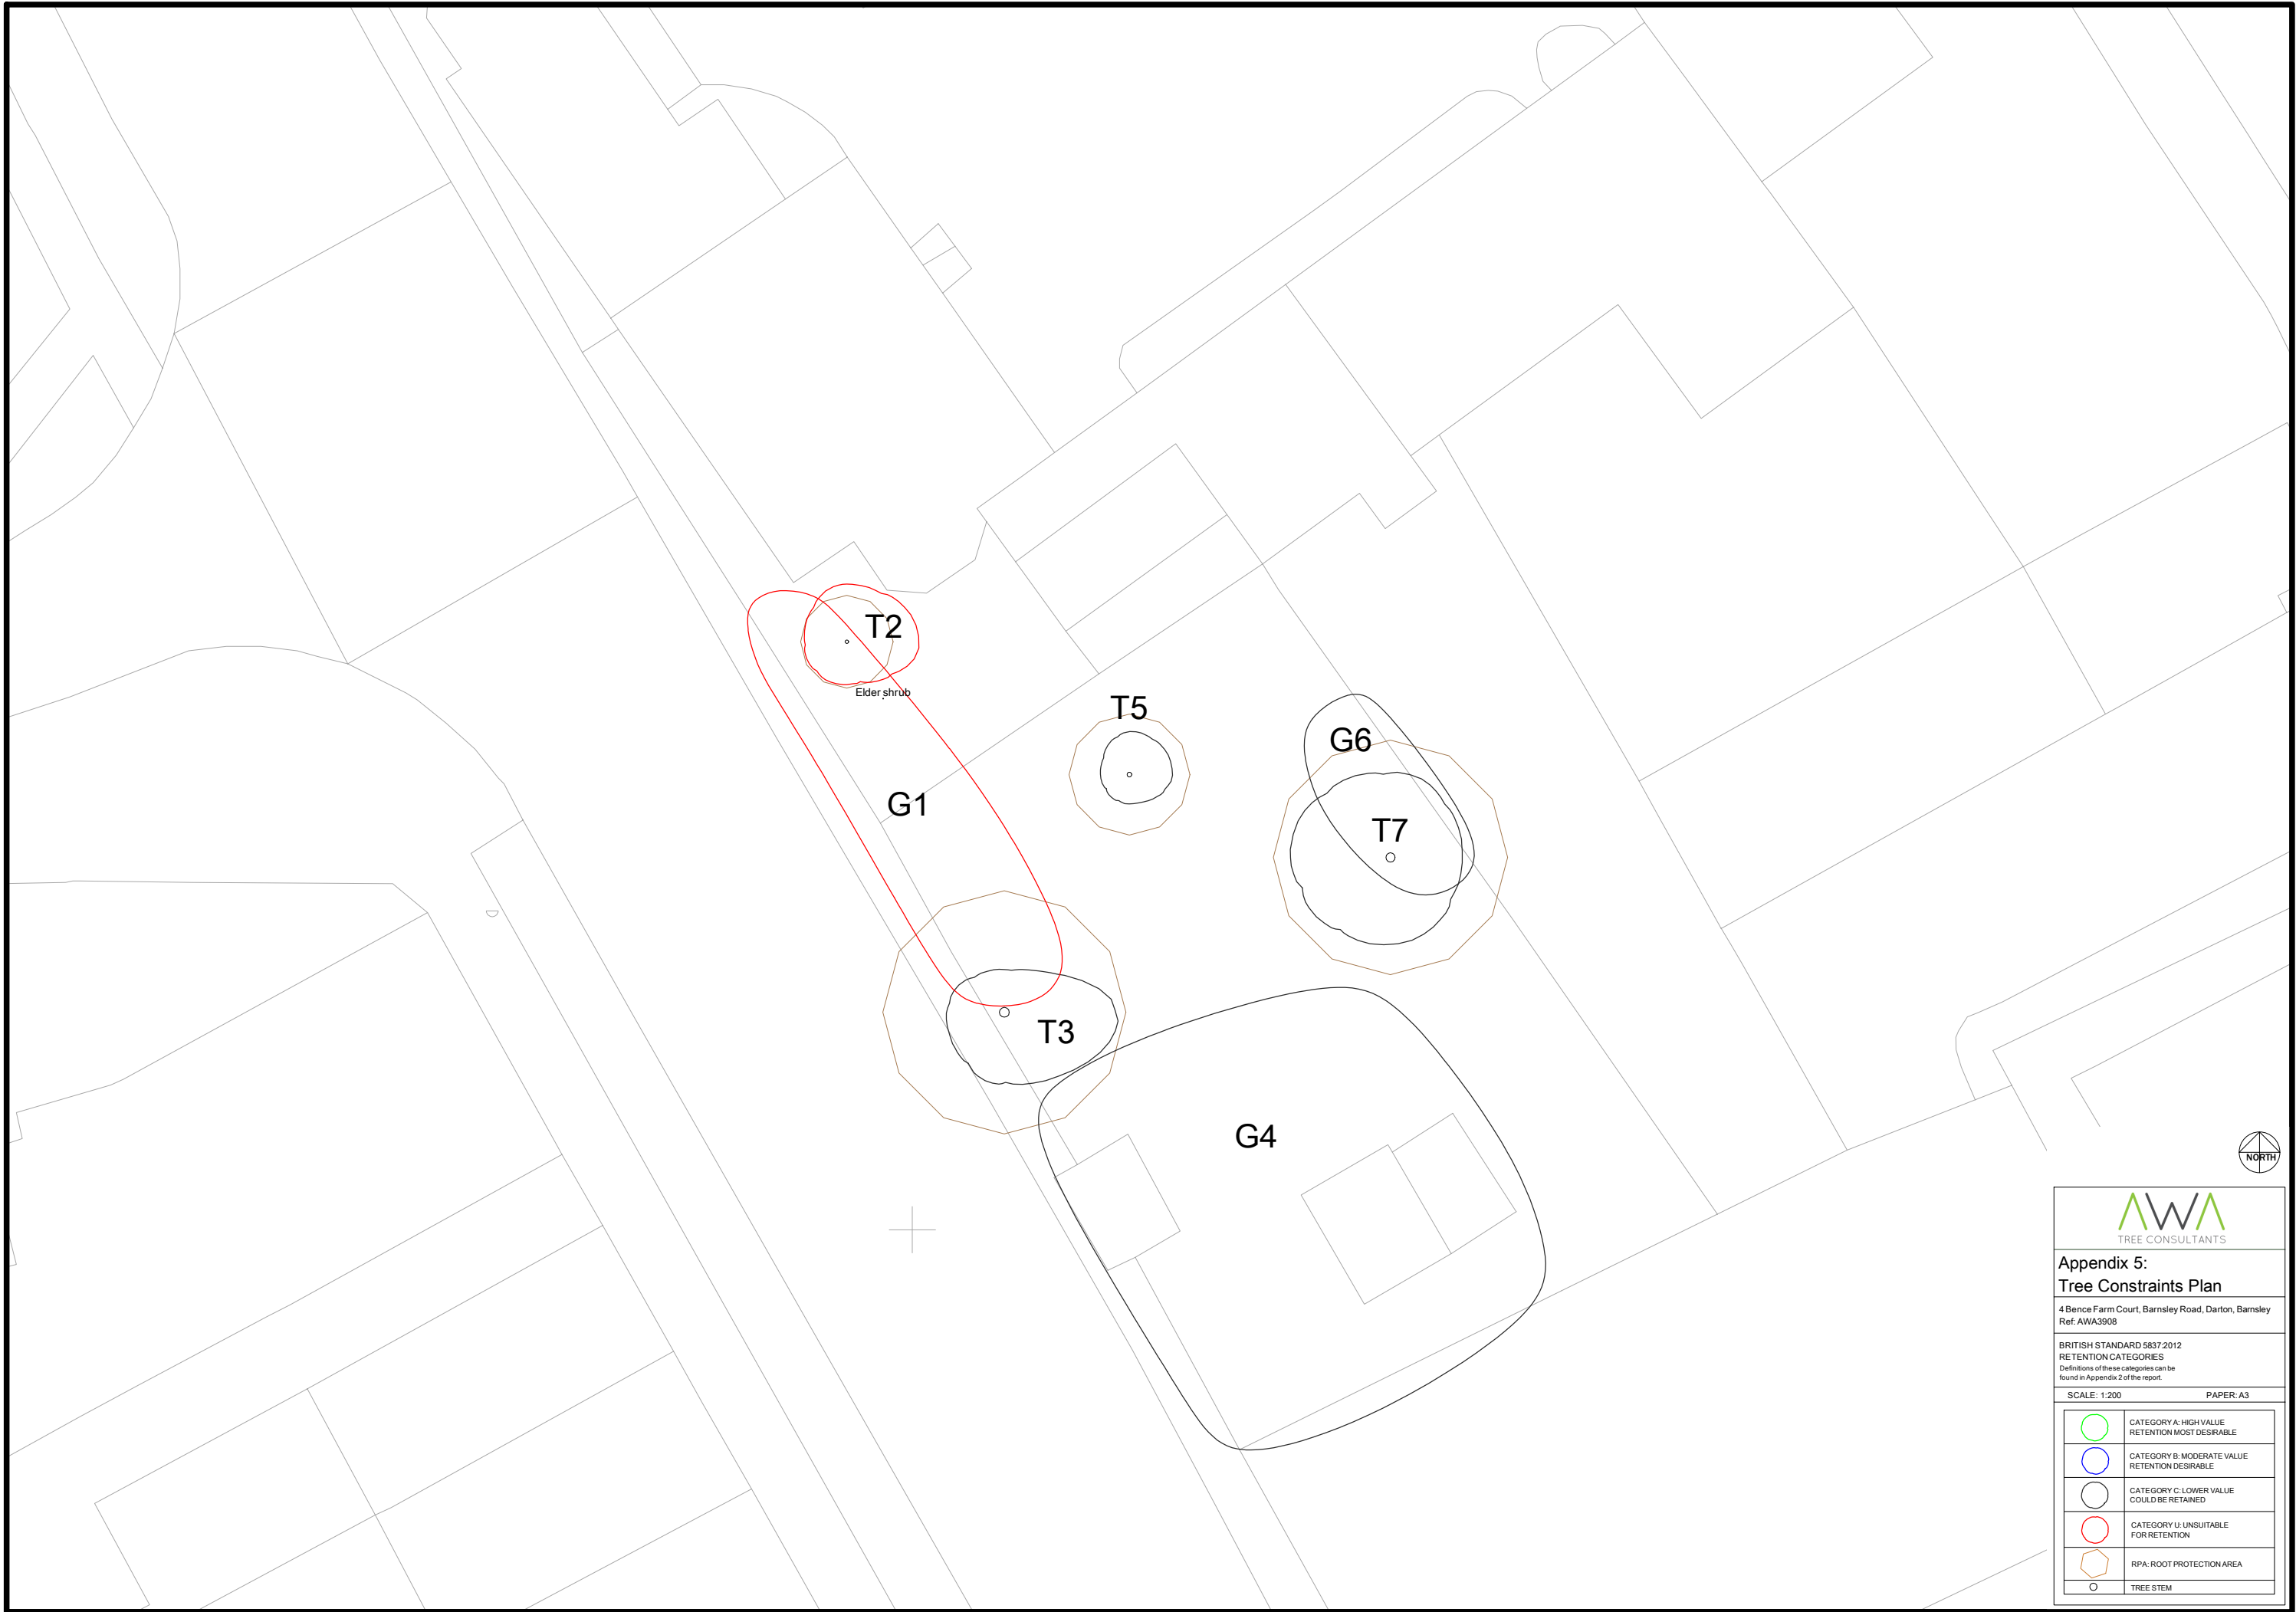 T2
Elder shrub
T5
G6
G1
T7
T3
G4
NORTH
AWA
TREE CONSULTANTS
Appendix 5:
Tree Constraints Plan
4 Bence Farm Court, Barnsley Road, Darton, Barnsley
Ref: AWA3908
BRITISH STANDARD 5837:2012
RETENTION CATEGORIES
Definitions of these categories can be
found in Appendix 2 of the report.
SCALE: 1:200 PAPER: A3
CATEGORY A: HIGH VALUE
RETENTION MOST DESIRABLE
CATEGORY B: MODERATE VALUE
RETENTION DESIRABLE
CATEGORY C: LOWER VALUE
COULD BE RETAINED
CATEGORY U: UNSUITABLE
FOR RETENTION
RPA: ROOT PROTECTION AREA
TREE STEM